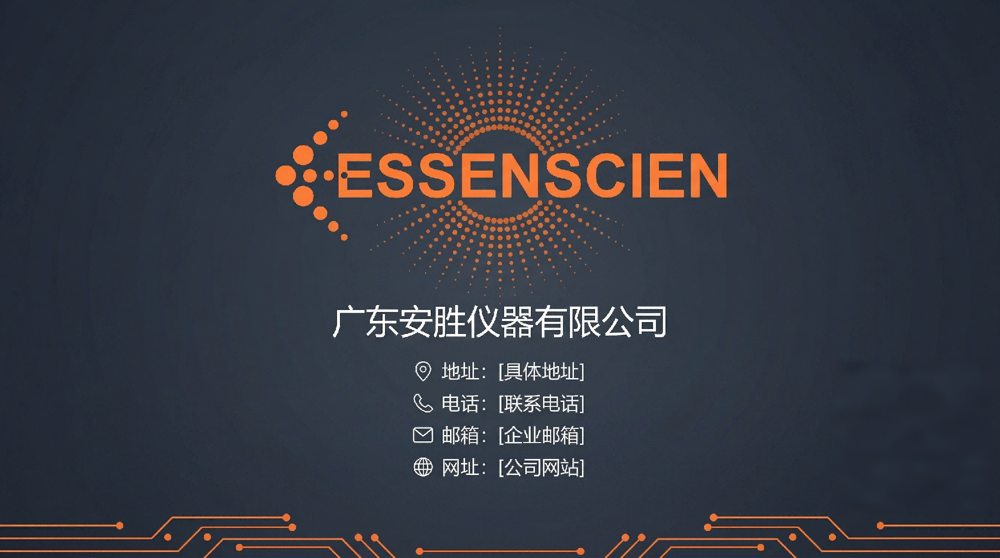 ESSENSCIEN
广东安胜仪器有限公司
地址：[具体地址]
电话：[联系电话]
邮箱：[企业邮箱]
网址：[公司网站]